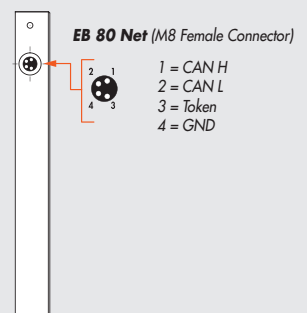 EB 80 Net (M8 Female Connector)
2 1
4 3
1 = CAN H
2 = CAN L
3 = Token
4 = GND